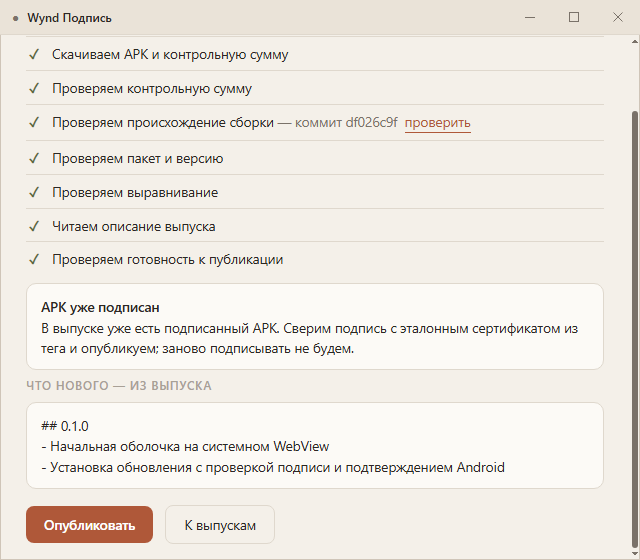 Wynd Подпись
Скачиваем APK и контрольную сумму
Проверяем контрольную сумму
Проверяем происхождение сборки — коммит df026c9f проверить
Проверяем пакет и версию
Проверяем выравнивание
Читаем описание выпуска
Проверяем готовность к публикации
APK уже подписан
В выпуске уже есть подписанный APK. Сверим подпись с эталонным сертификатом из
тега и опубликуем; заново подписывать не будем.
ЧТО НОВОГО — ИЗ ВЫПУСКА
## 0.1.0
- Начальная оболочка на системном WebView
- Установка обновления с проверкой подписи и подтверждением Android
Опубликовать
К выпускам